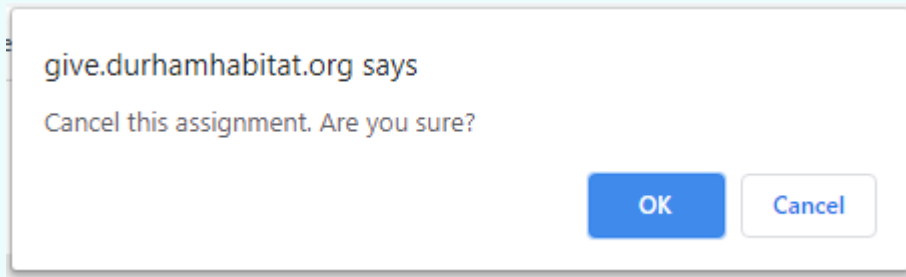 give.durhamhabitat.org says
Cancel this assignment. Are you sure?
OK Cancel